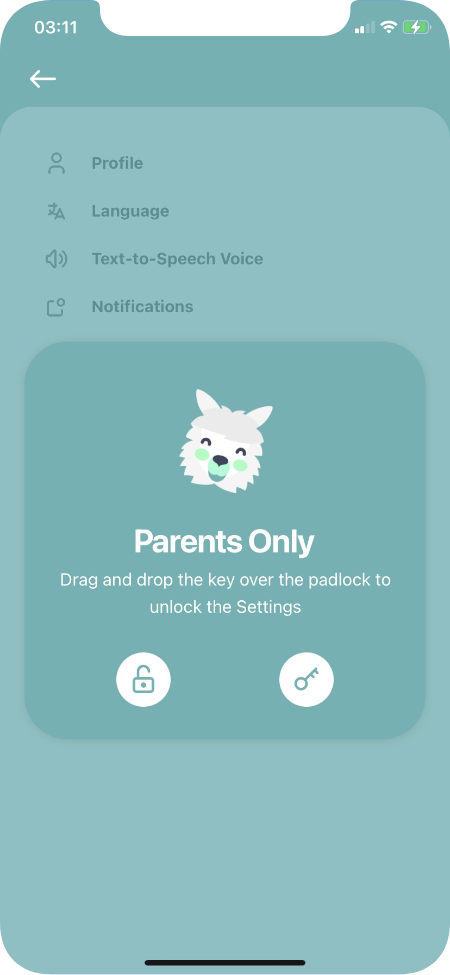 03:11
Profile
Language
Text-to-Speech Voice
Notifications
Parents Only
Drag and drop the key over the padlock to
unlock the Settings